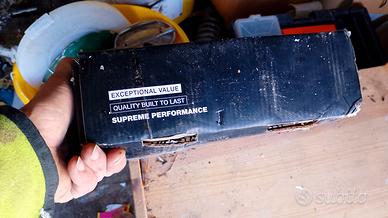 EXCEPTIONAL VALUE
QUALITY BUILT TO LAST
SUPREME PERFORMANCE
subito